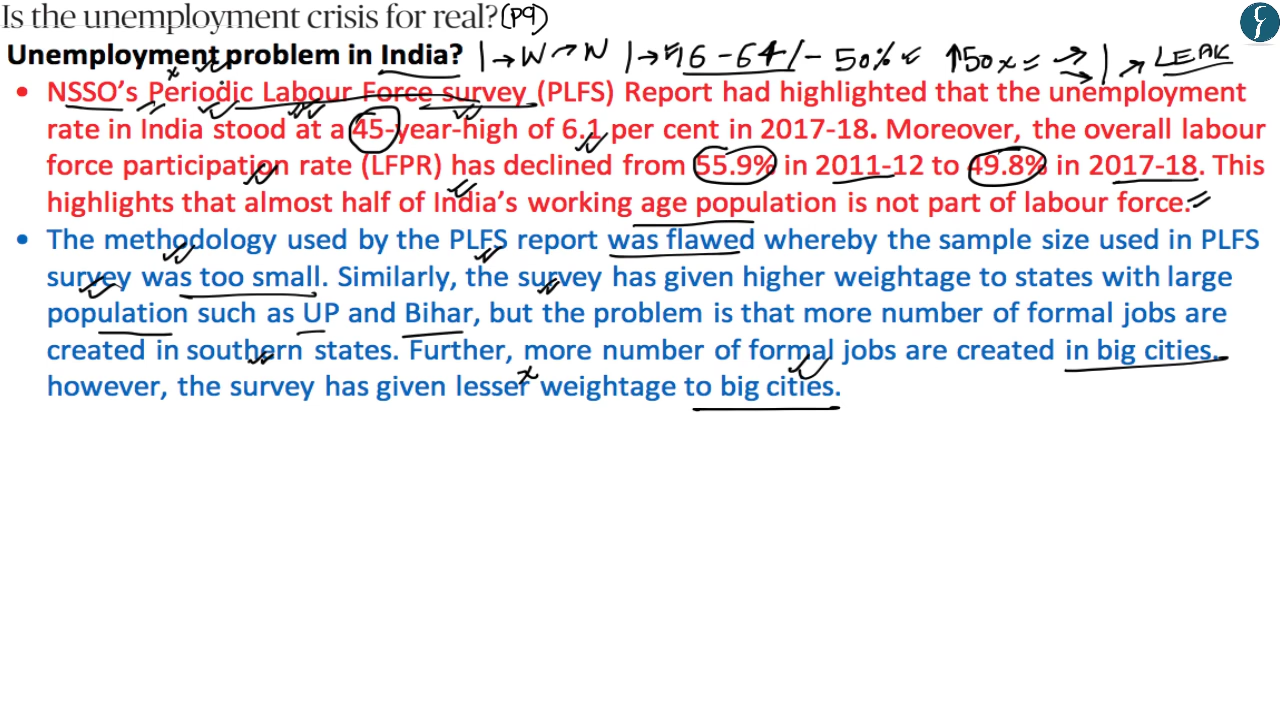 Is the unemployment crisis for real? (P9)
Unemployment problem in India? 1→W→N 1→ 16-64/- 50% ↑50x = → 1 → LEAK
• NSSO's Periodic Labour Force survey (PLFS) Report had highlighted that the unemployment
rate in India stood at a 45-year-high of 6.1 per cent in 2017-18. Moreover, the overall labour
force participation rate (LFPR) has declined from 55.9% in 2011-12 to 49.8% in 2017-18. This
highlights that almost half of India's working age population is not part of labour force.
• The methodology used by the PLFS report was flawed whereby the sample size used in PLFS
survey was too small. Similarly, the survey has given higher weightage to states with large
population such as UP and Bihar, but the problem is that more number of formal jobs are
created in southern states. Further, more number of formal jobs are created in big cities.
however, the survey has given lesser weightage to big cities.